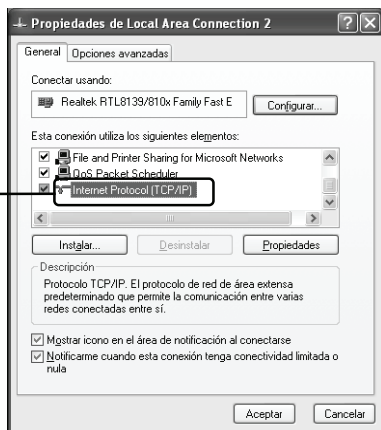 Propiedades de Local Area Connection 2
General
Opciones avanzadas
Conectar usando:
Realtek RTL8139/810x Family Fast E
Configurar...
Esta conexión utiliza los siguientes elementos:
File and Printer Sharing for Microsoft Networks
QoS Packet Scheduler
Internet Protocol (TCP/IP)
Instalar...
Desinstalar
Propiedades
Descripción
Protocolo TCP/IP. El protocolo de red de área extensa
predeterminado que permite la comunicación entre varias
redes conectadas entre sí.
Mostrar icono en el área de notificación al conectarse
Notificarme cuando esta conexión tenga conectividad limitada o
nula
Aceptar
Cancelar